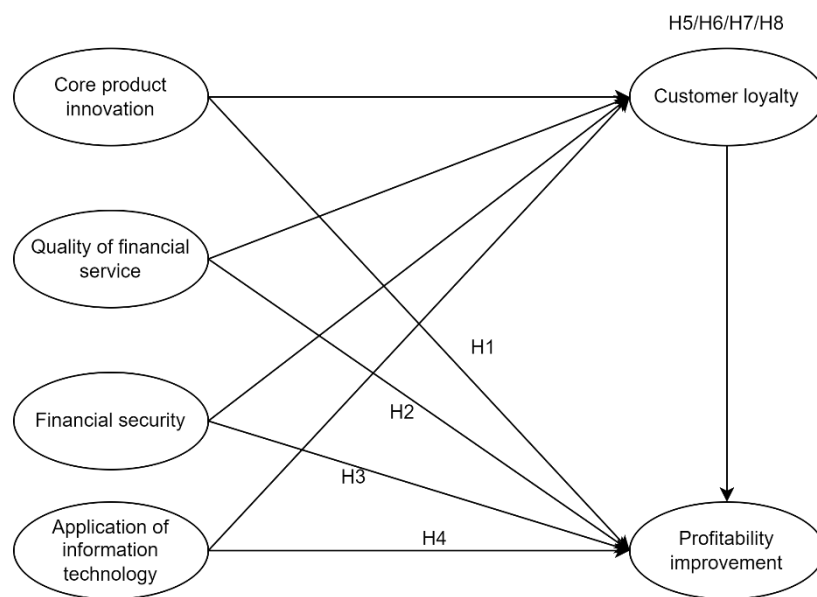 H5/H6/H7/H8
Core product
innovation
Customer loyalty
Quality of financial
service
H1
H2
Financial security
H3
Application of
information
technology
H4
Profitability
improvement